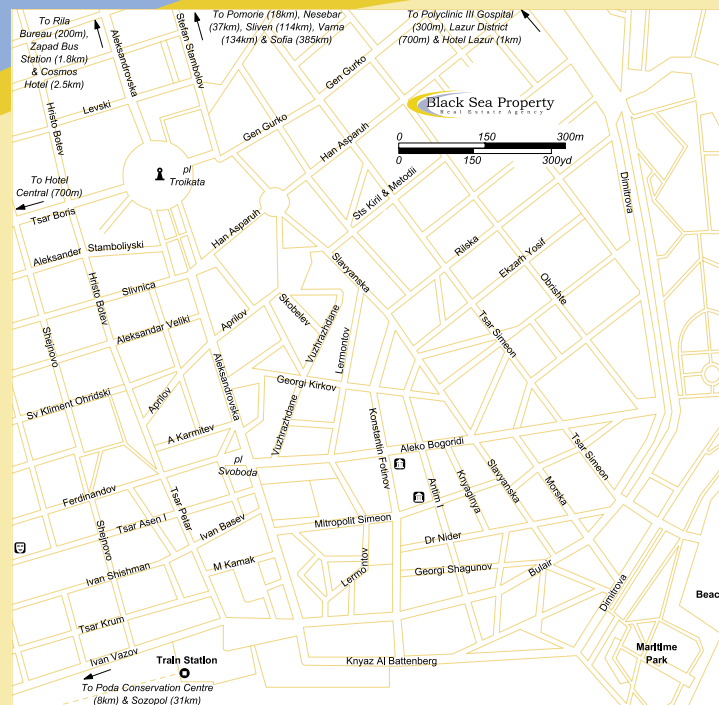 To Rila
Bureau (200m),
Zapad Bus
Station (1.8km)
& Cosmos
Hotel (2.5km)
Aleksandrovska
Stefan Stambolov
To Pomorie (18km), Nesebar
(37km), Sliven (114km), Varna
(134km) & Sofia (385km)
To Polyclinic III Gospital
(300m), Lazur District
(700m) & Hotel Lazur (1km)
Gen Gurko
Levski
Hristo Botev
Gen Gurko
Han Asparuh
Black Sea Property
Real Estate Agency
0 150 300m
0 150 300yd
pl
Troikata
To Hotel
Central (700m)
Tsar Boris
Sts Kiril & Metodii
Dimitrova
Han Asparuh
Aleksander Stamboliyski
Slavyanska
Rilska
Ekzarh Yosif
Obrishte
Hristo Botev
Slivnica
Shejnovo
Aleksandar Veliki
Aprilov
Skobelev
Vuzhrazhdane
Lermontov
Tsar Simeon
Aleksandrovska
Georgi Kirkov
Sv Kliment Ohridski
Aprilov
A Karmitev
Vuzhrazhdane
Konstantin Fotinov
Aleko Bogoridi
pl
Svoboda
Tsar Simeon
Slavyanska
Knyaginya
Antim I
Morska
Ferdinandov
Tsar Petar
Tsar Asen I
Ivan Basev
Mitropolit Simeon
Shejnovo
Dr Nider
Ivan Shishman
M Kamak
Lermontov
Georgi Shagunov
Bulair
Dimitrova
Beac
Tsar Krum
Maritime
Park
Ivan Vazov
Train Station
Knyaz Al Battenberg
To Poda Conservation Centre
(8km) & Sozopol (31km)